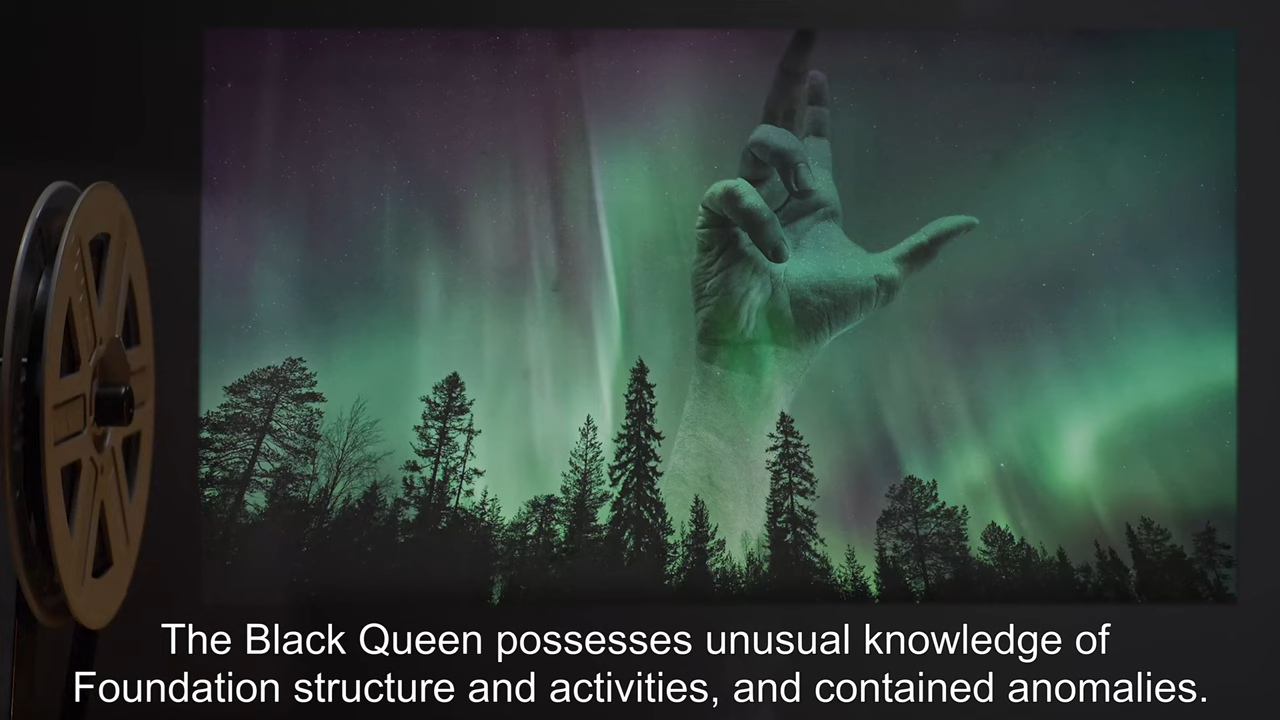 The Black Queen possesses unusual knowledge of
Foundation structure and activities, and contained anomalies.